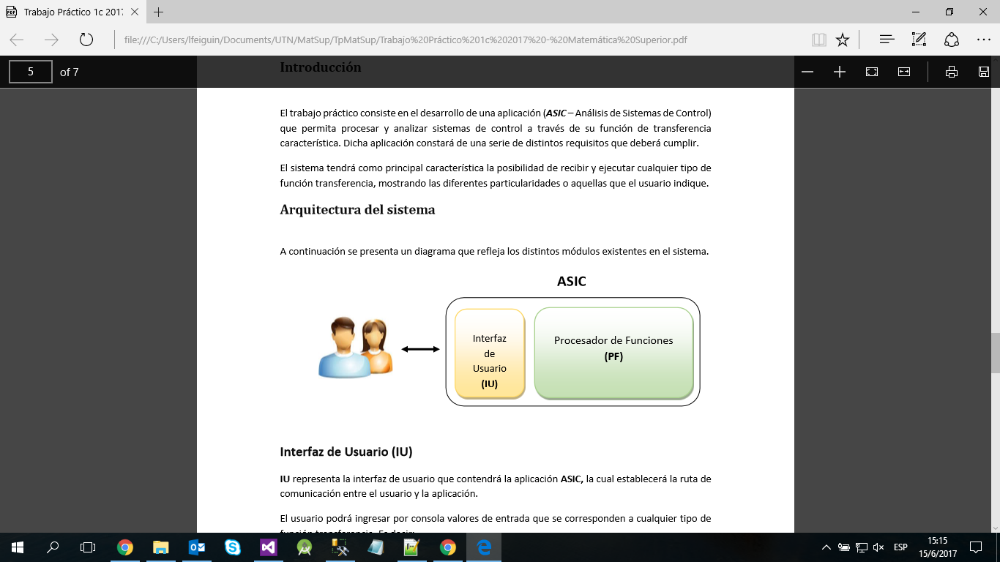 Trabajo Práctico 1c 2017
file:///C:/Users/lfeiguin/Documents/UTN/MatSup/TpMatSup/Trabajo%20Práctico%201c%202017%20-%20Matemática%20Superior.pdf
5 of 7
Introducción
El trabajo práctico consiste en el desarrollo de una aplicación (ASIC – Análisis de Sistemas de Control)
que permita procesar y analizar sistemas de control a través de su función de transferencia
característica. Dicha aplicación constará de una serie de distintos requisitos que deberá cumplir.
El sistema tendrá como principal característica la posibilidad de recibir y ejecutar cualquier tipo de
función transferencia, mostrando las diferentes particularidades o aquellas que el usuario indique.
Arquitectura del sistema
A continuación se presenta un diagrama que refleja los distintos módulos existentes en el sistema.
ASIC
Interfaz
de
Usuario
(IU)
Procesador de Funciones
(PF)
Interfaz de Usuario (IU)
IU representa la interfaz de usuario que contendrá la aplicación ASIC, la cual establecerá la ruta de
comunicación entre el usuario y la aplicación.
El usuario podrá ingresar por consola valores de entrada que se corresponden a cualquier tipo de
función transferencia. Es decir:
ESP
15:15
15/6/2017